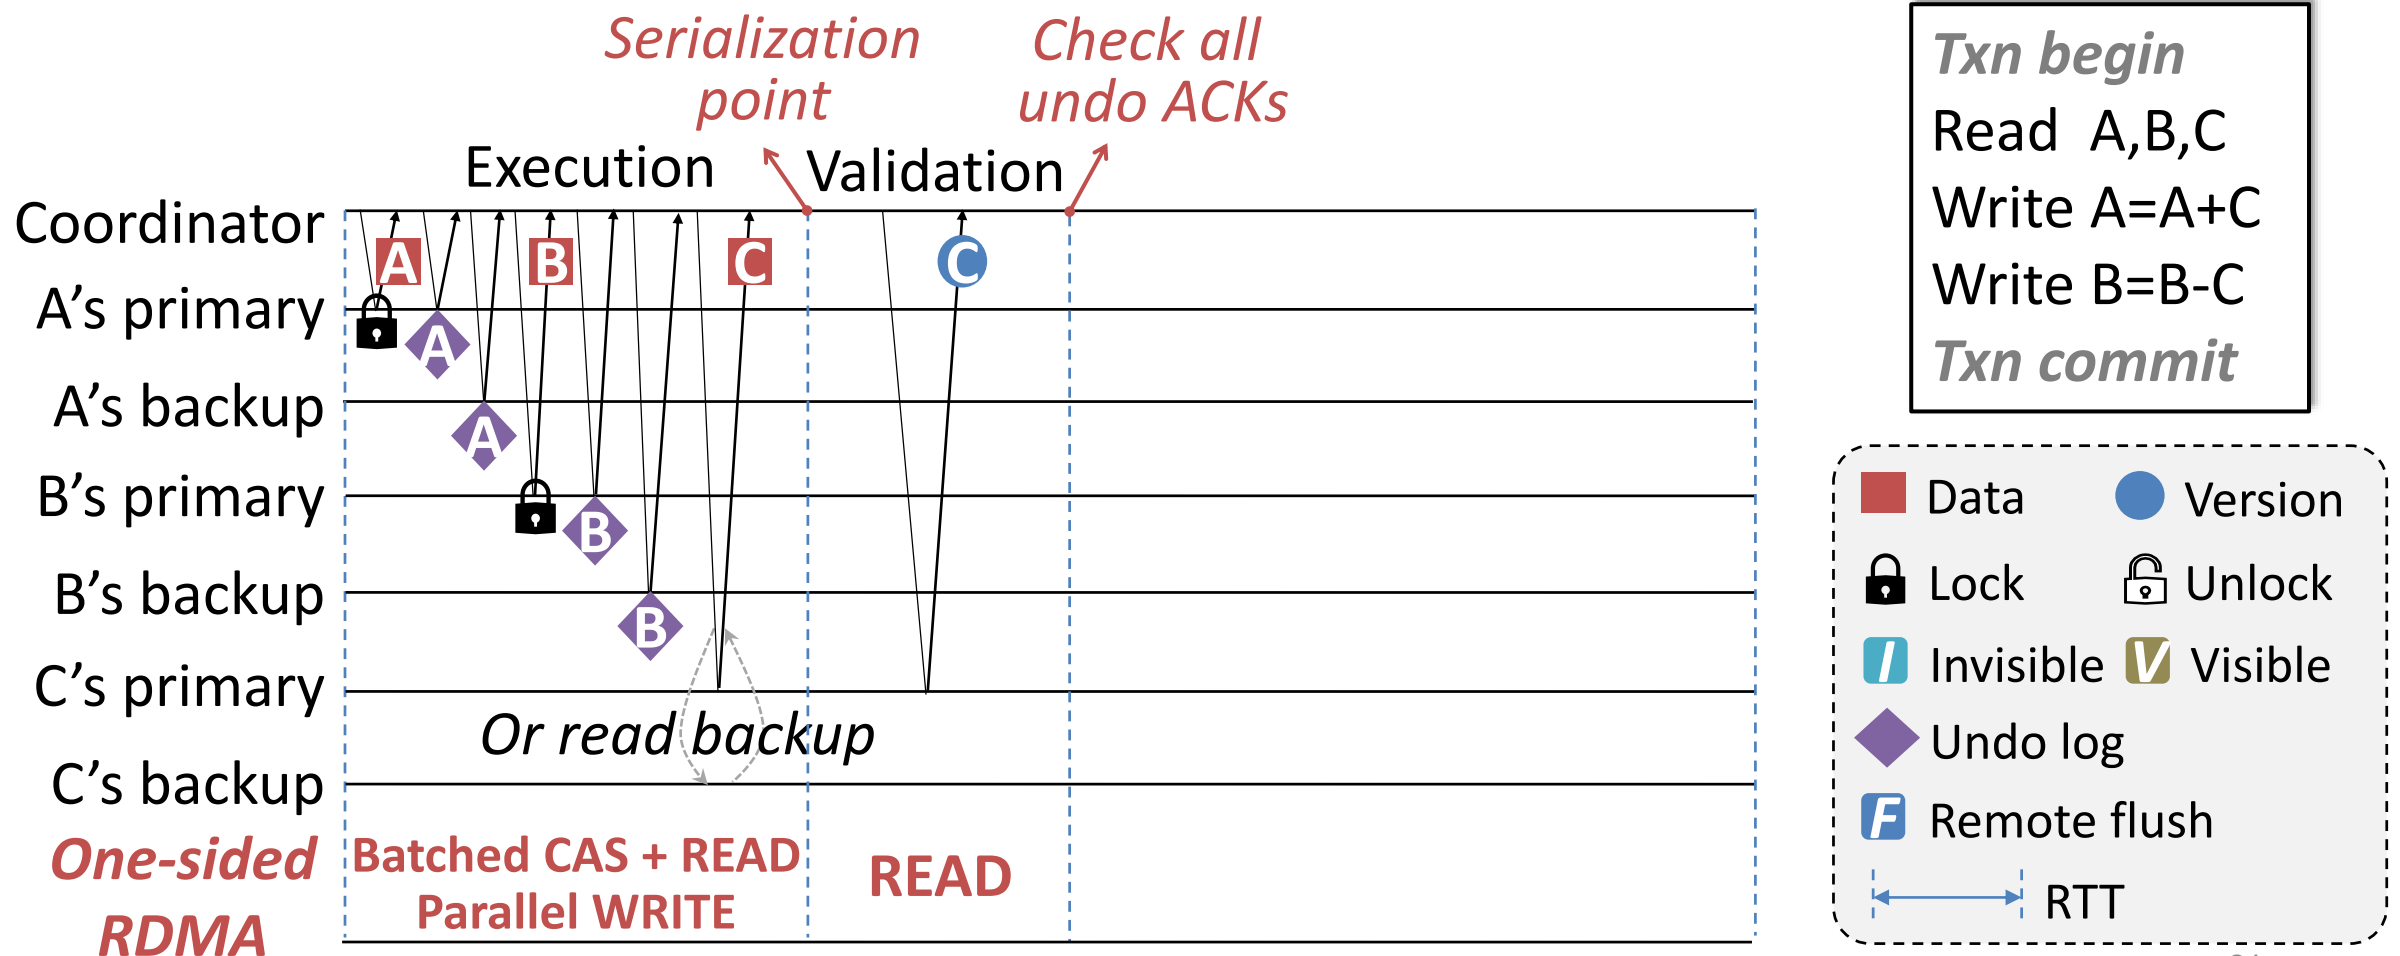 Serialization
point
Check all
undo ACKs
Execution
Validation
Coordinator
A's primary
A's backup
B's primary
B's backup
C's primary
C's backup
A
B
C
C
A
A
B
B
Or read backup
One-sided
RDMA
Batched CAS + READ
Parallel WRITE
READ
Txn begin
Read A,B,C
Write A=A+C
Write B=B-C
Txn commit
Data
Version
Lock
Unlock
I Invisible
V Visible
Undo log
F Remote flush
RTT